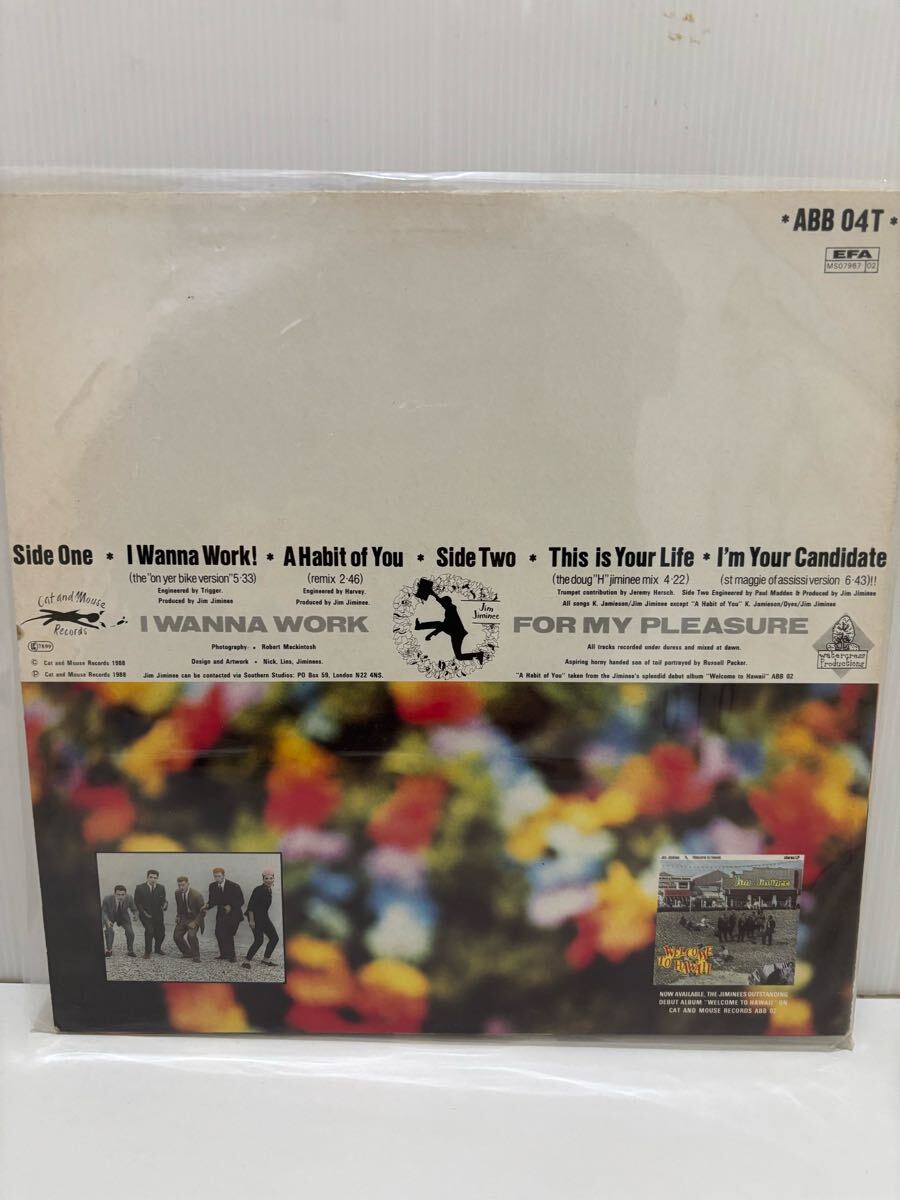 * ABB 04T *
EFA
MS07967 02
Side One * I Wanna Work! * A Habit of You * Side Two * This is Your Life * I'm Your Candidate
(the "on yer bike version" 5·33) (remix 2·46) (the doug "H" jiminee mix 4·22) (st maggie of assissi version 6·43)!!
Engineered by Trigger. Engineered by Harvey. Trumpet contribution by Jeremy Hersch. Side Two Engineered by Paul Madden & Produced by Jim Jiminee
Produced by Jim Jiminee Produced by Jim Jiminee. All songs K. Jamieson/Jim Jiminee except "A Habit of You" K. Jamieson/Dyes/Jim Jiminee
Cat and Mouse
Records
Jim
Jiminee
I WANNA WORK FOR MY PLEASURE
Photography: • Robert Mackintosh All tracks recorded under duress and mixed at dawn.
watergrass
Productions
© Cat and Mouse Records 1988 Design and Artwork • Nick, Lins, Jiminees. Aspiring horny handed son of toil portrayed by Russell Packer.
℗ Cat and Mouse Records 1988 Jim Jiminee can be contacted via Southern Studios: PO Box 59, London N22 4NS. "A Habit of You" taken from the Jiminee's splendid debut album "Welcome to Hawaii" ABB 02
Jim Jiminee
WELCOME
TO HAWAII
NOW AVAILABLE, THE JIMINEES OUTSTANDING
DEBUT ALBUM "WELCOME TO HAWAII" ON
CAT AND MOUSE RECORDS ABB 02